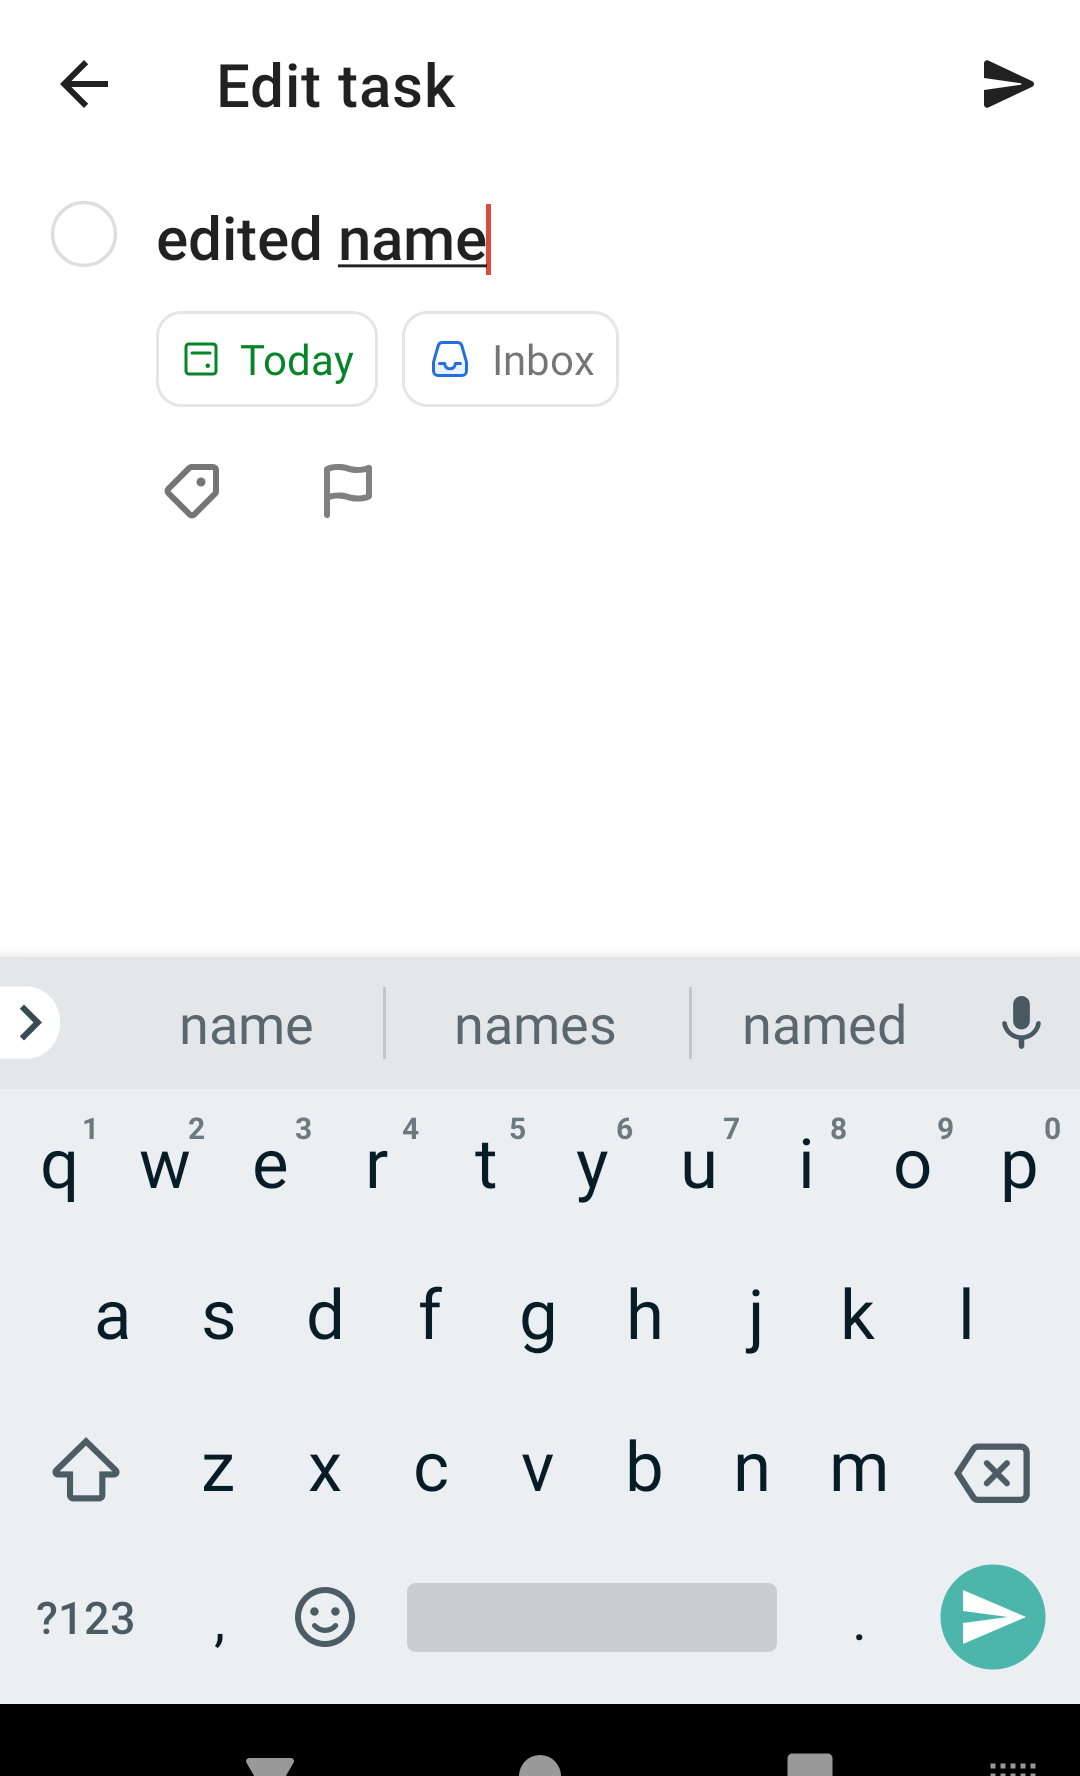 Edit task
edited name
Today Inbox
name names named
1 2 3 4 5 6 7 8 9 0
q w e r t y u i o p
a s d f g h j k l
z x c v b n m
?123 , .